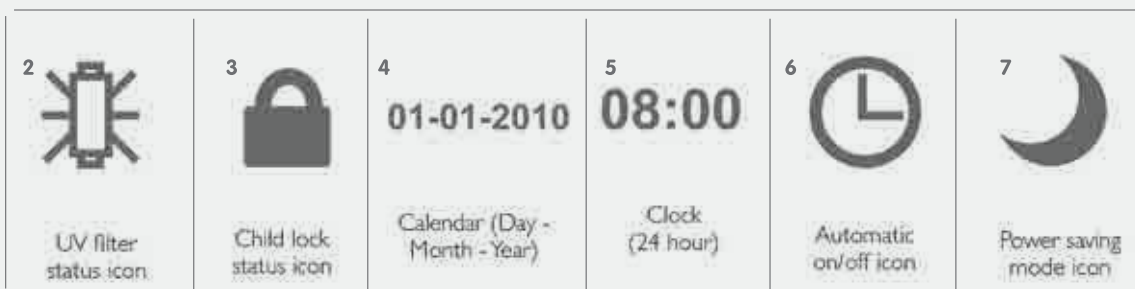 2
UV filter
status icon
3
Child lock
status icon
4
01-01-2010
Calendar (Day -
Month - Year)
5
08:00
Clock
(24 hour)
6
Automatic
on/off icon
7
Power saving
mode icon